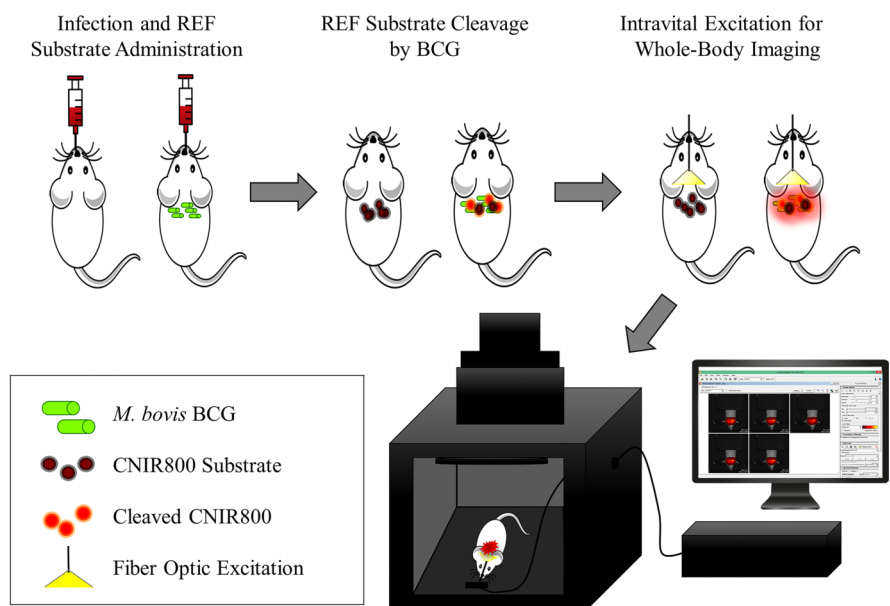 Infection and REF
Substrate Administration
REF Substrate Cleavage
by BCG
Intravital Excitation for
Whole-Body Imaging
M. bovis BCG
CNIR800 Substrate
Cleaved CNIR800
Fiber Optic Excitation